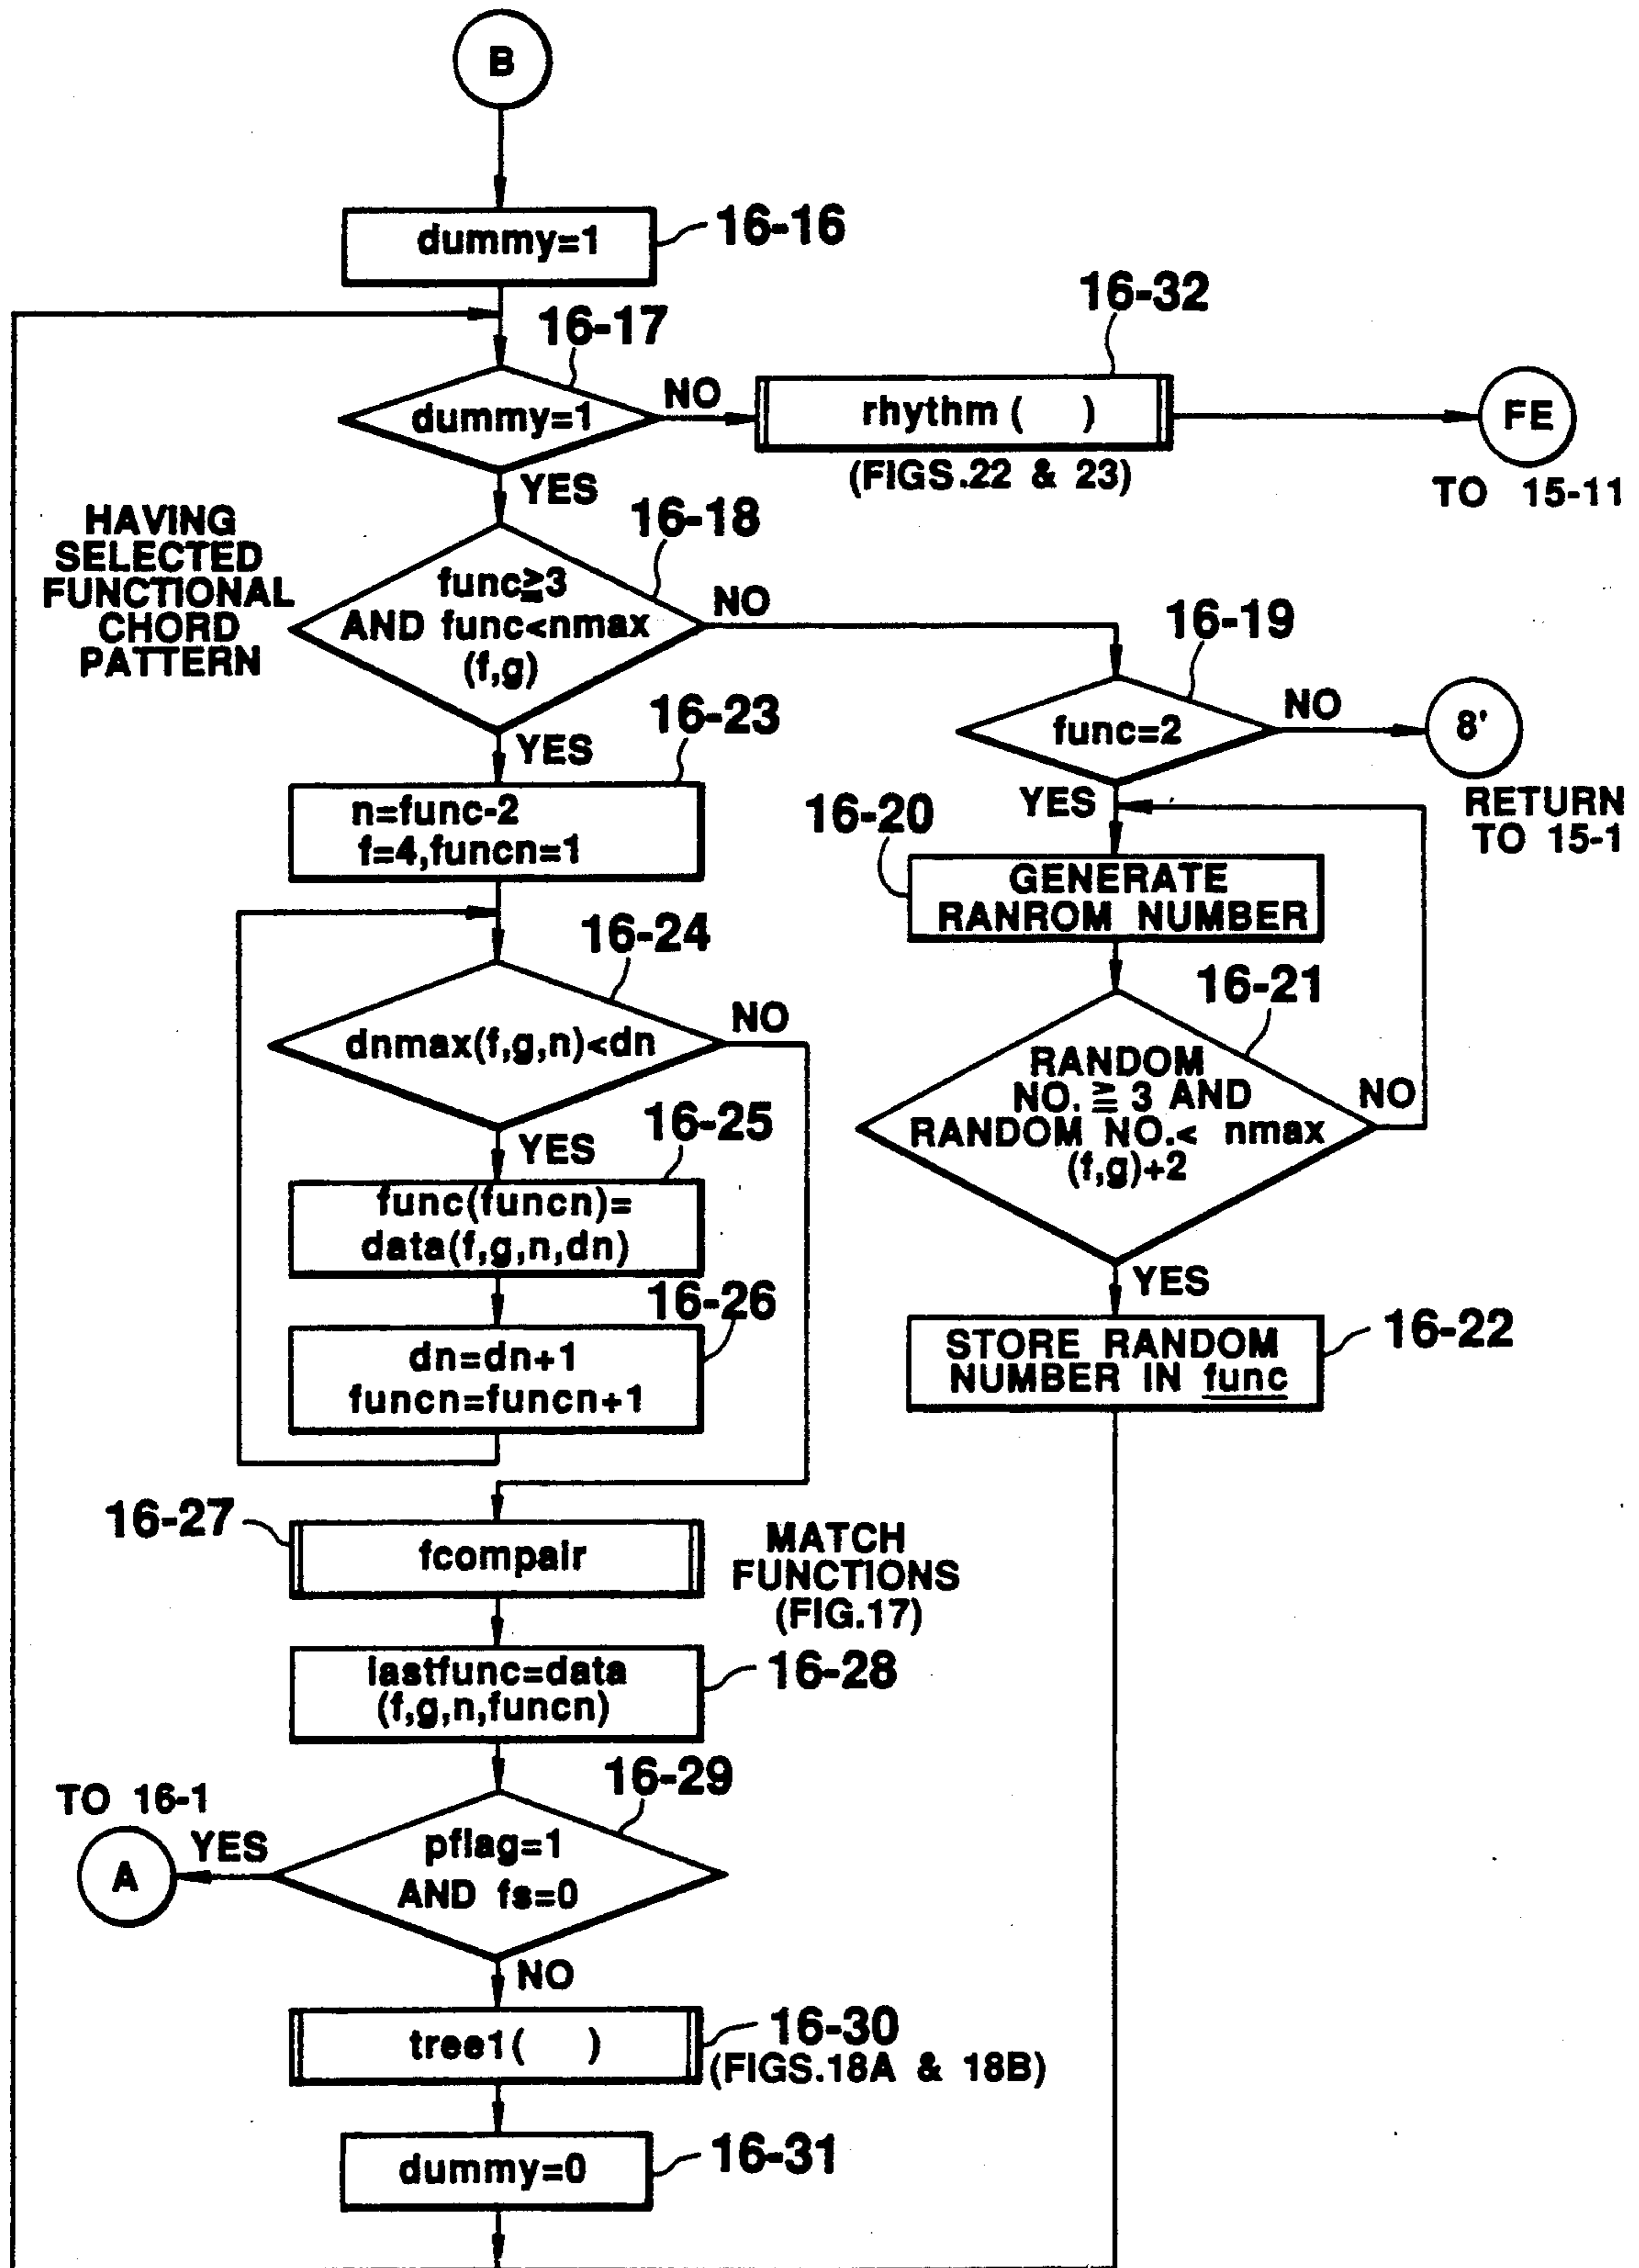 B
dummy=1
16-16
16-17
16-32
dummy=1
NO
rhythm ( )
FE
(FIGS.22 & 23)
TO 15-11
YES
HAVING
SELECTED
FUNCTIONAL
CHORD
PATTERN
16-18
func≧3
AND func<nmax
(f,g)
NO
16-19
func=2
NO
8'
RETURN
TO 15-1
YES
16-23
YES
n=func-2
f=4,funcn=1
16-20
GENERATE
RANROM NUMBER
16-24
dnmax(f,g,n)<dn
NO
16-21
RANDOM
NO. ≧ 3 AND
RANDOM NO.< nmax
(f,g)+2
NO
YES
16-25
YES
func(funcn)=
data(f,g,n,dn)
16-26
dn=dn+1
funcn=funcn+1
STORE RANDOM
NUMBER IN func
16-22
16-27
fcompair
MATCH
FUNCTIONS
(FIG.17)
lastfunc=data
(f,g,n,funcn)
16-28
16-29
TO 16-1
A
YES
pflag=1
AND fs=0
NO
tree1( )
16-30
(FIGS.18A & 18B)
dummy=0
16-31